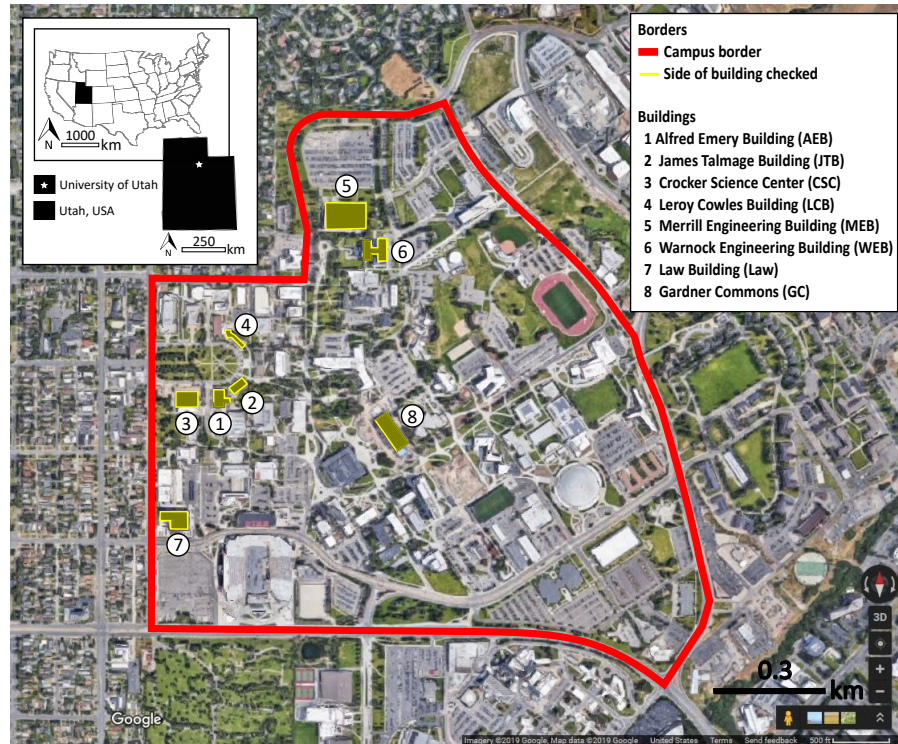 N
1000
km
University of Utah
Utah, USA
N
250
km
Borders
Campus border
Side of building checked
Buildings
1 Alfred Emery Building (AEB)
2 James Talmage Building (JTB)
3 Crocker Science Center (CSC)
4 Leroy Cowles Building (LCB)
5 Merrill Engineering Building (MEB)
6 Warnock Engineering Building (WEB)
7 Law Building (Law)
8 Gardner Commons (GC)
5
6
4
3
1
2
8
7
3D
0.3
km
Google
Imagery ©2019 Google, Map data ©2019 Google United States Terms Send feedback 500 ft